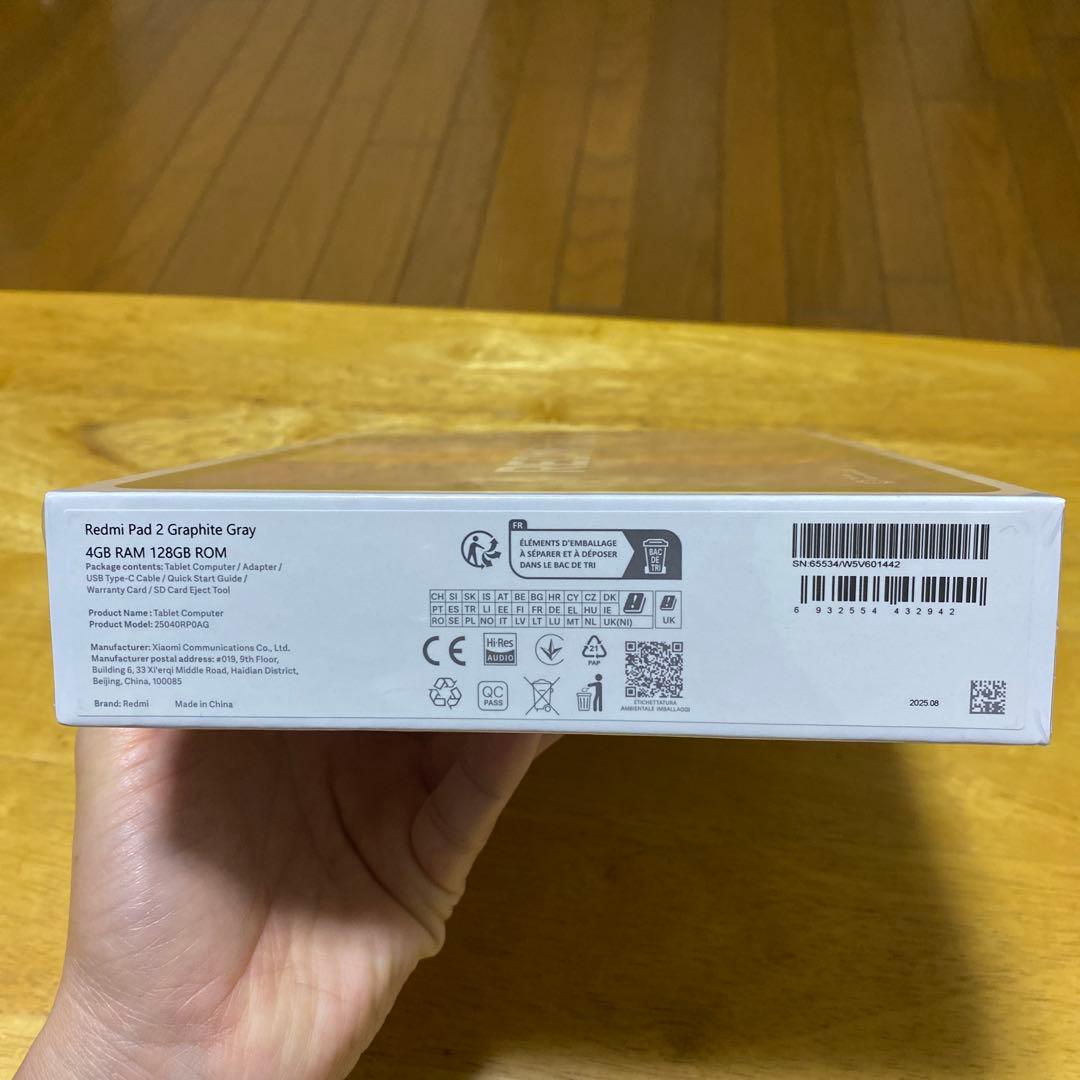 Redmi Pad 2 Graphite Gray
4GB RAM 128GB ROM
Package contents: Tablet Computer / Adapter /
USB Type-C Cable / Quick Start Guide /
Warranty Card / SD Card Eject Tool
Product Name : Tablet Computer
Product Model: 25040RP0AG
Manufacturer: Xiaomi Communications Co., Ltd.
Manufacturer postal address: #019, 9th Floor,
Building 6, 33 Xi'erqi Middle Road, Haidian District,
Beijing, China, 100085
Brand: Redmi Made in China
FR
ÉLÉMENTS D'EMBALLAGE
À SÉPARER ET À DÉPOSER
DANS LE BAC DE TRI
BAC
DE
TRI
CH SI SK IS AT BE BG HR CY CZ DK
PT ES TR LI EE FI FR DE EL HU IE
RO SE PL NO IT LV LT LU MT NL UK(NI)
UK
CE
Hi-Res
AUDIO
21
PAP
QC
PASS
ETICHETTATURA
AMBIENTALE IMBALLAGGI
SN:65534/W5V601442
6 932554 432942
2025.08